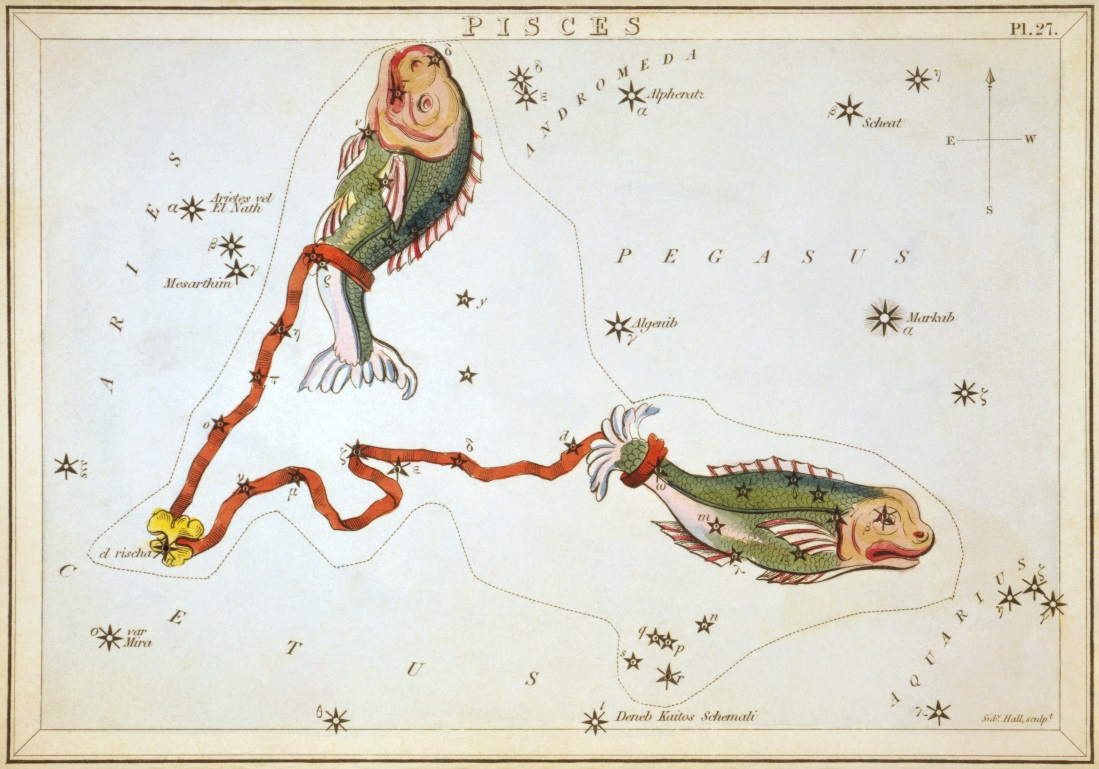 PISCES
Pl. 27.
ANDROMEDA
δ
δ
ε
Alpheratz
α
η
Scheat
E
W
S
ARIES
α
Arietes vel
El Nath
β
γ
Mesarthim
ν
ς
η
π
ο
y
PEGASUS
Algenib
γ
Markab
α
ζ
ξ
ζ
ε
δ
d
ν
μ
el rischa
ω
m
CETUS
ο
var
Mira
q
p
n
s
r
AQUARIUS
ζ
η
γ
λ
θ
ι
Deneb Kaitos Schemali
Sidy. Hall, sculpt